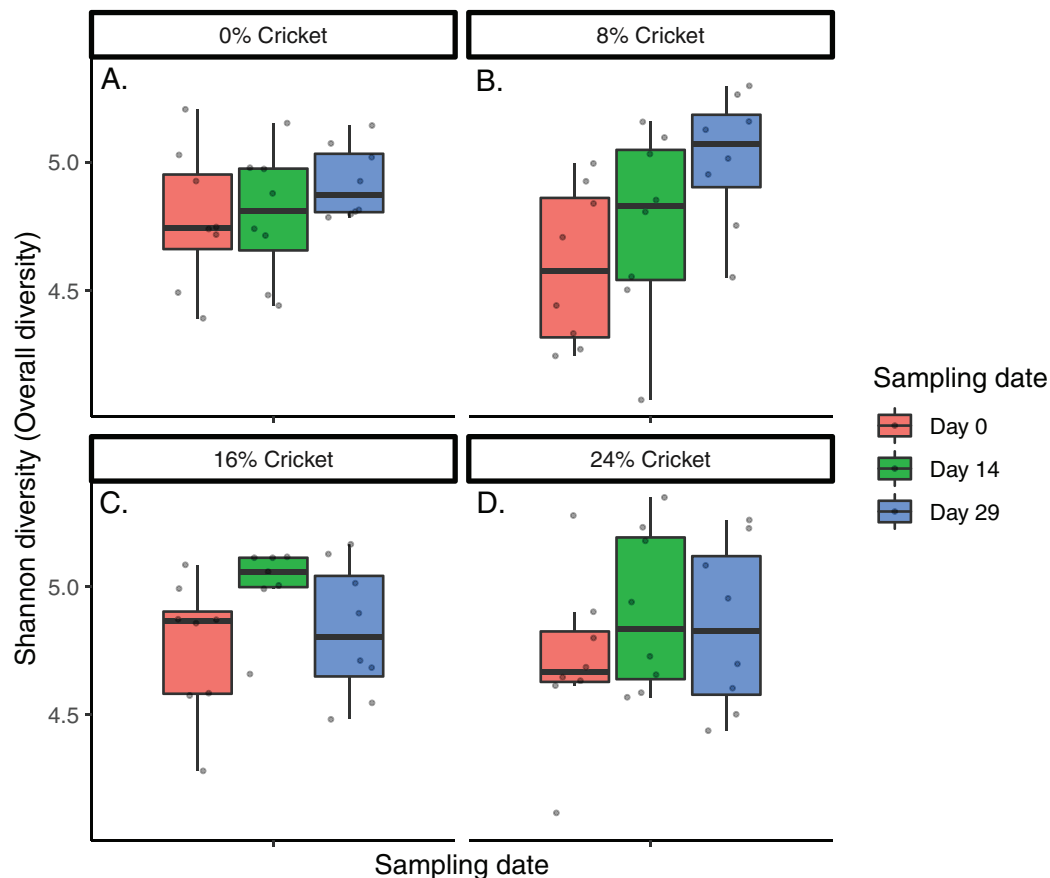 0% Cricket
8% Cricket
A.
B.
5.0
4.5
16% Cricket
24% Cricket
C.
D.
5.0
4.5
Shannon diversity (Overall diversity)
Sampling date
Sampling date
Day 0
Day 14
Day 29